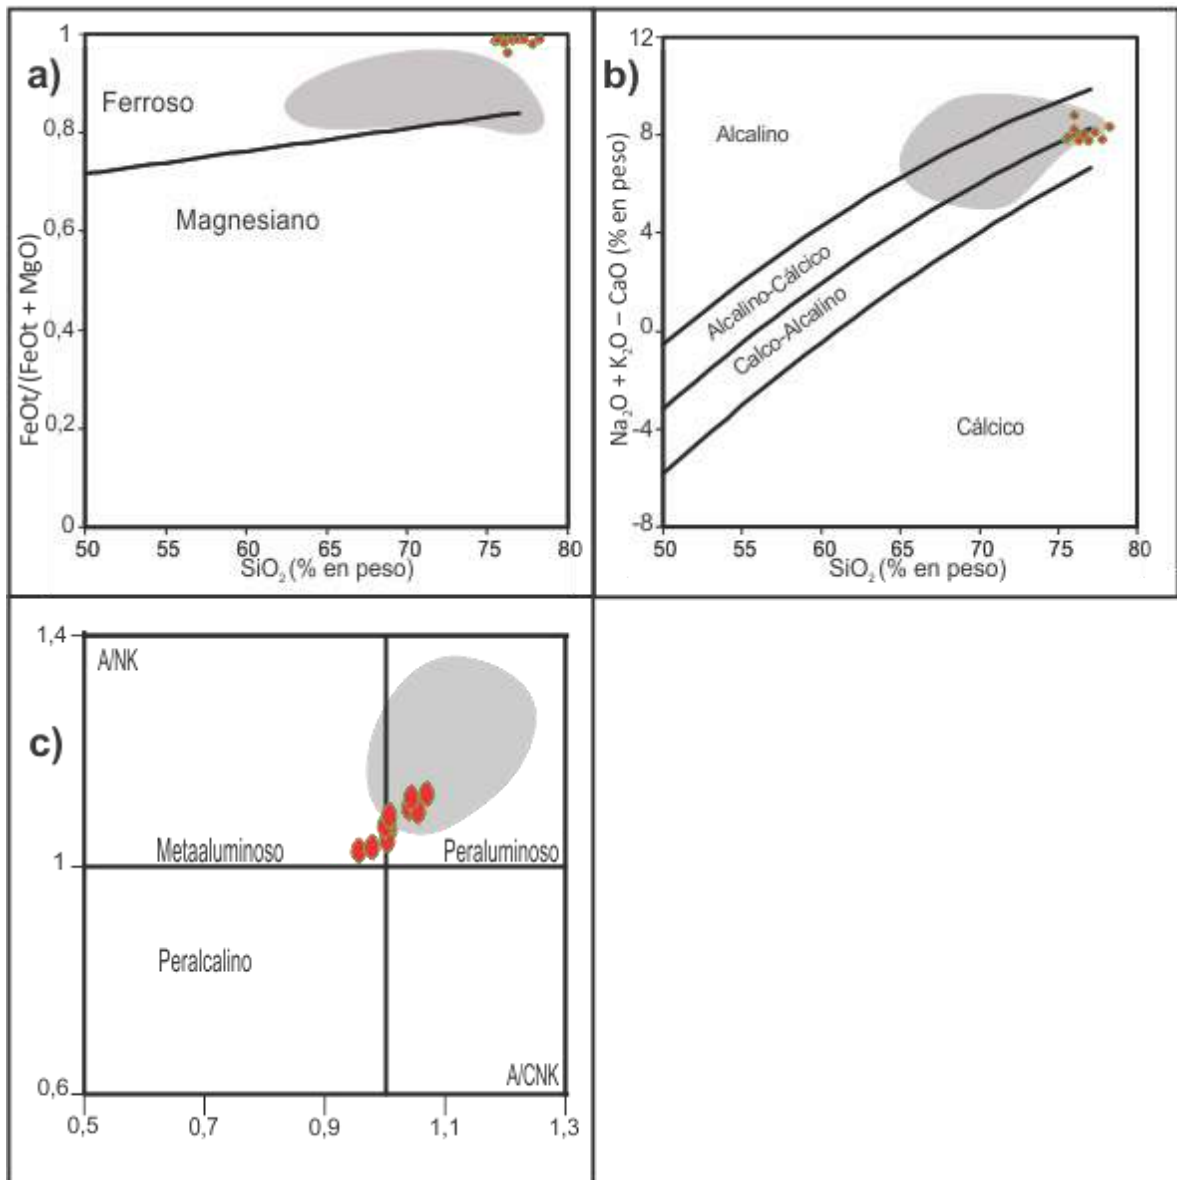 a)
1
0,8
0,6
0,4
0,2
0
Ferroso
Magnesiano
FeOt/(FeOt + MgO)
50 55 60 65 70 75 80
SiO₂ (% en peso)
b)
12
8
4
0
-4
-8
Alcalino
Alcalino-Cálcico
Calco-Alcalino
Cálcico
Na₂O + K₂O – CaO (% en peso)
50 55 60 65 70 75 80
SiO₂ (% en peso)
c)
1,4
1
0,6
A/NK
Metaaluminoso
Peraluminoso
Peralcalino
A/CNK
0,5 0,7 0,9 1,1 1,3